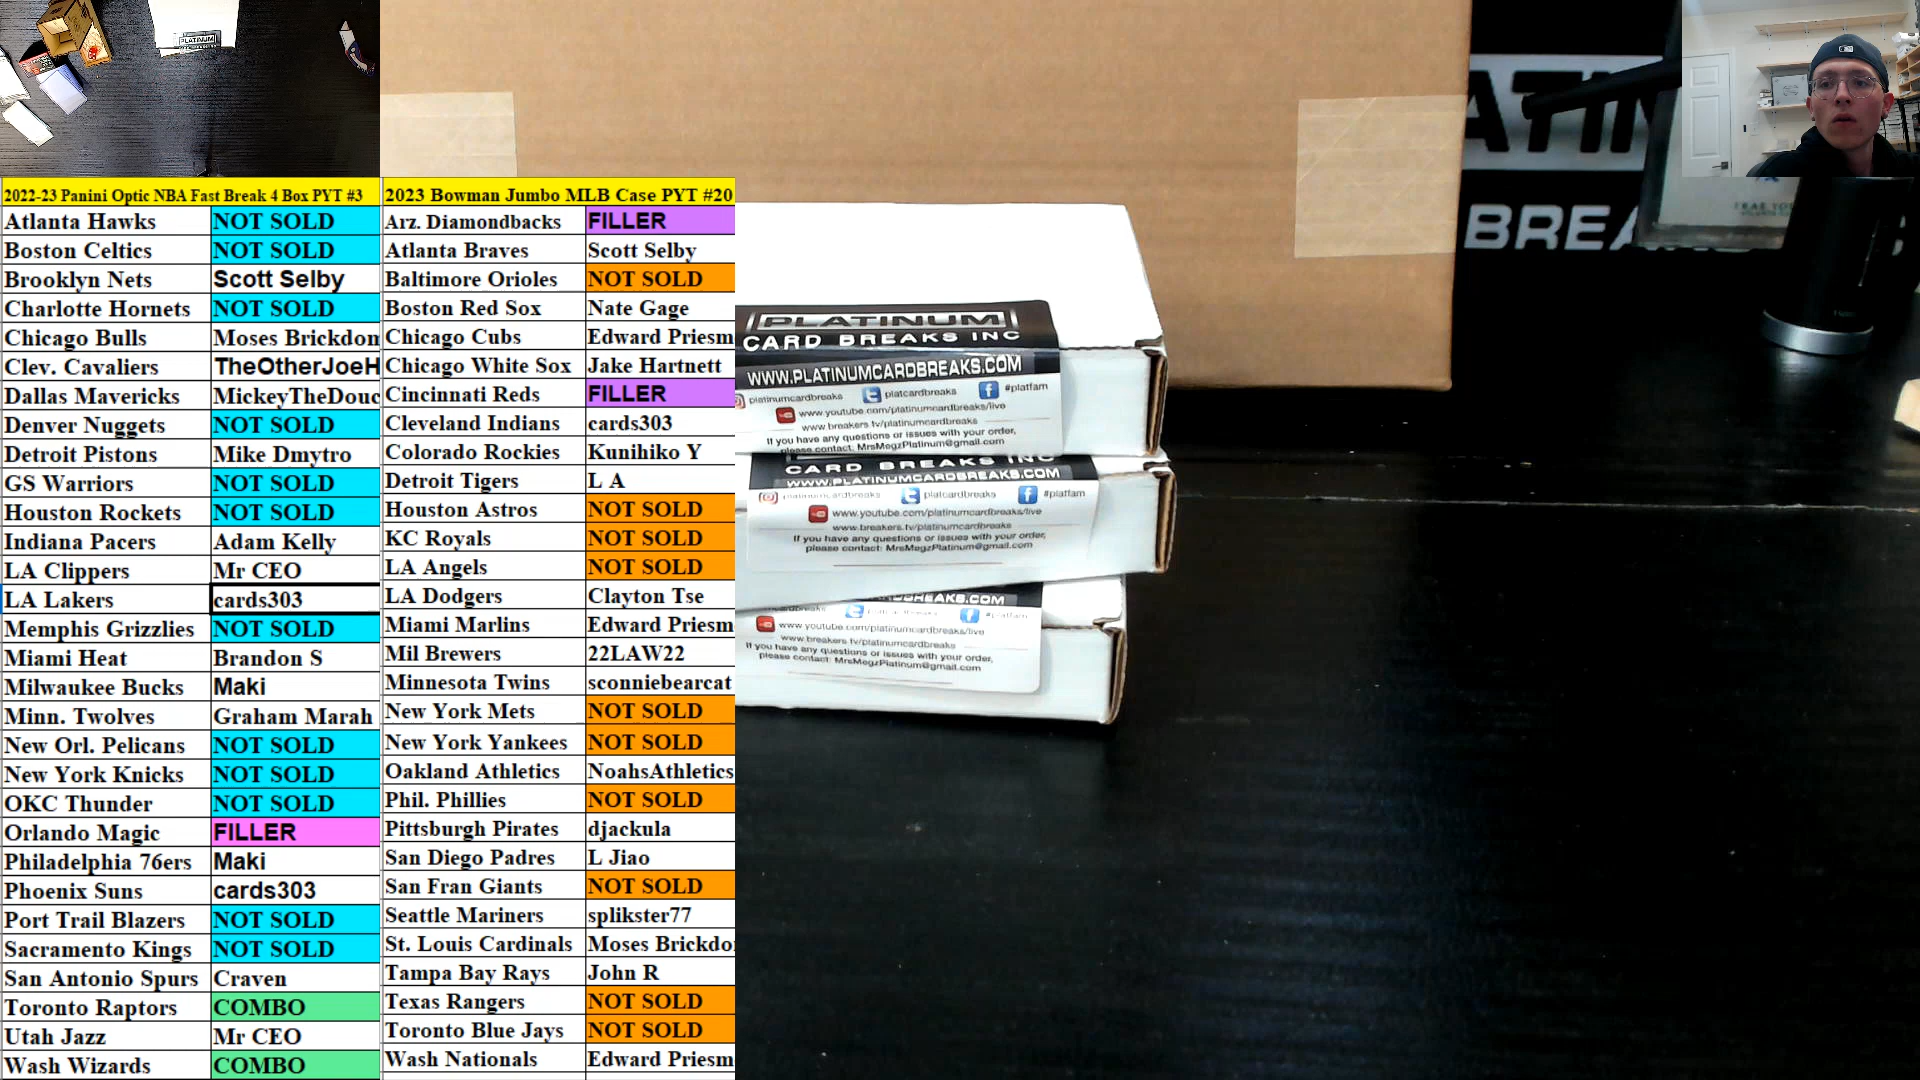 PLATINUM
2022-23 Panini Optic NBA Fast Break 4 Box PYT #3
Atlanta Hawks NOT SOLD
Boston Celtics NOT SOLD
Brooklyn Nets Scott Selby
Charlotte Hornets NOT SOLD
Chicago Bulls Moses Brickdon
Clev. Cavaliers TheOtherJoeH
Dallas Mavericks MickeyTheDouc
Denver Nuggets NOT SOLD
Detroit Pistons Mike Dmytro
GS Warriors NOT SOLD
Houston Rockets NOT SOLD
Indiana Pacers Adam Kelly
LA Clippers Mr CEO
LA Lakers cards303
Memphis Grizzlies NOT SOLD
Miami Heat Brandon S
Milwaukee Bucks Maki
Minn. Twolves Graham Marah
New Orl. Pelicans NOT SOLD
New York Knicks NOT SOLD
OKC Thunder NOT SOLD
Orlando Magic FILLER
Philadelphia 76ers Maki
Phoenix Suns cards303
Port Trail Blazers NOT SOLD
Sacramento Kings NOT SOLD
San Antonio Spurs Craven
Toronto Raptors COMBO
Utah Jazz Mr CEO
Wash Wizards COMBO
2023 Bowman Jumbo MLB Case PYT #20
Arz. Diamondbacks FILLER
Atlanta Braves Scott Selby
Baltimore Orioles NOT SOLD
Boston Red Sox Nate Gage
Chicago Cubs Edward Priesm
Chicago White Sox Jake Hartnett
Cincinnati Reds FILLER
Cleveland Indians cards303
Colorado Rockies Kunihiko Y
Detroit Tigers L A
Houston Astros NOT SOLD
KC Royals NOT SOLD
LA Angels NOT SOLD
LA Dodgers Clayton Tse
Miami Marlins Edward Priesm
Mil Brewers 22LAW22
Minnesota Twins sconniebearcat
New York Mets NOT SOLD
New York Yankees NOT SOLD
Oakland Athletics NoahsAthletics
Phil. Phillies NOT SOLD
Pittsburgh Pirates djackula
San Diego Padres L Jiao
San Fran Giants NOT SOLD
Seattle Mariners splikster77
St. Louis Cardinals Moses Brickdo
Tampa Bay Rays John R
Texas Rangers NOT SOLD
Toronto Blue Jays NOT SOLD
Wash Nationals Edward Priesm
PLATINUM
CARD BREAKS INC
WWW.PLATINUMCARDBREAKS.COM
platinumcardbreaks platcardbreaks #platfam
www.youtube.com/platinumcardbreaks/live
www.breakers.tv/platinumcardbreaks
If you have any questions or issues with your order,
please contact: MrsMegzPlatinum@gmail.com
CARD BREAKS INC
WWW.PLATINUMCARDBREAKS.COM
platinumcardbreaks platcardbreaks #platfam
www.youtube.com/platinumcardbreaks/live
www.breakers.tv/platinumcardbreaks
If you have any questions or issues with your order,
please contact: MrsMegzPlatinum@gmail.com
#platfam
www.youtube.com/platinumcardbreaks/live
www.breakers.tv/platinumcardbreaks
If you have any questions or issues with your order,
please contact: MrsMegzPlatinum@gmail.com
ATIN
BREA